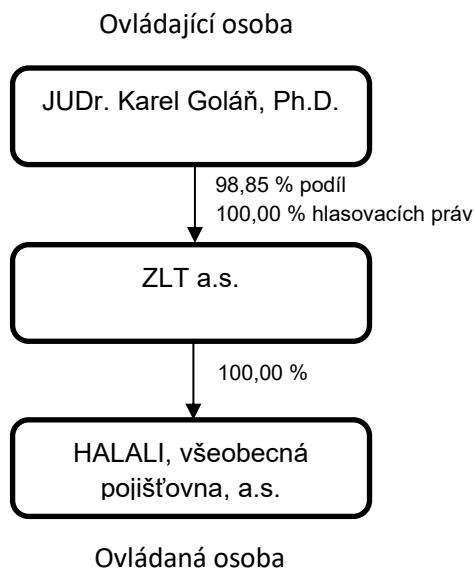 Ovládající osoba
JUDr. Karel Goláň, Ph.D.
98,85 % podíl
100,00 % hlasovacích práv
ZLT a.s.
100,00 %
HALALI, všeobecná
pojišťovna, a.s.
Ovládaná osoba